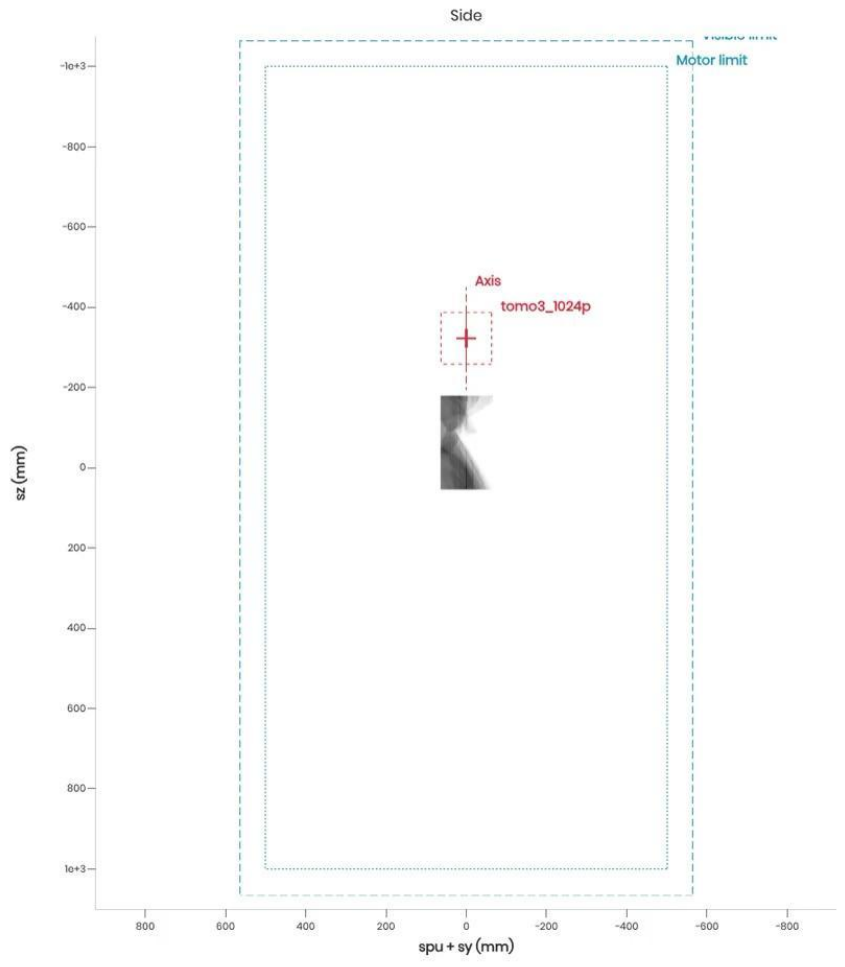 Side
Visible limit
Motor limit
-1e+3
-800
-600
-400
-200
0
200
400
600
800
1e+3
sz (mm)
Axis
tomo3_1024p
800
600
400
200
0
-200
-400
-600
-800
spu + sy (mm)